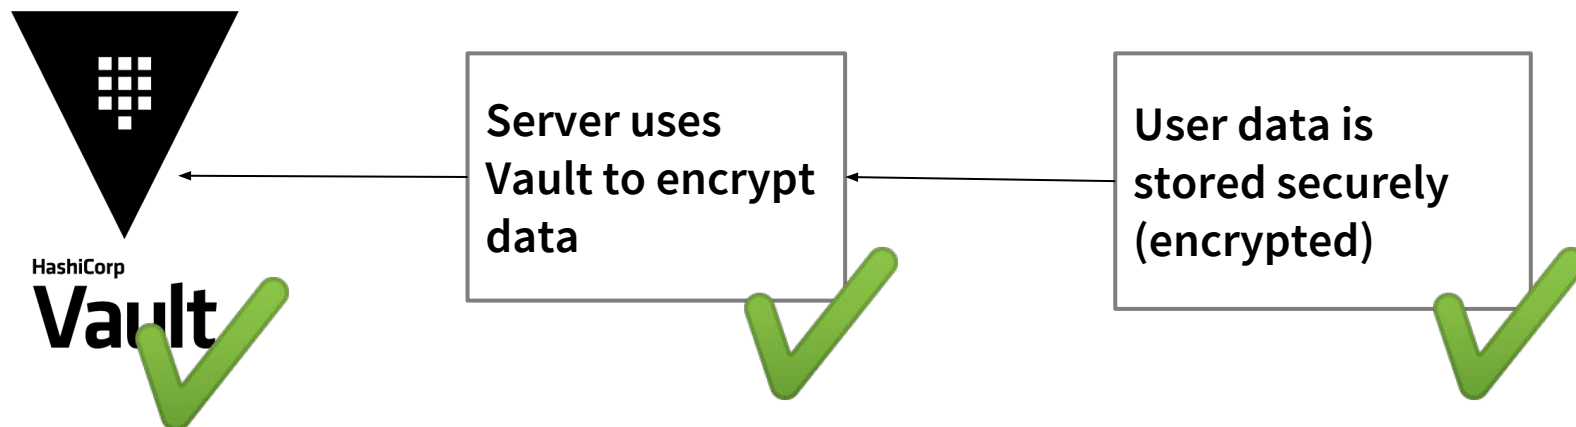 HashiCorp
Vault
Server uses
Vault to encrypt
data
User data is
stored securely
(encrypted)